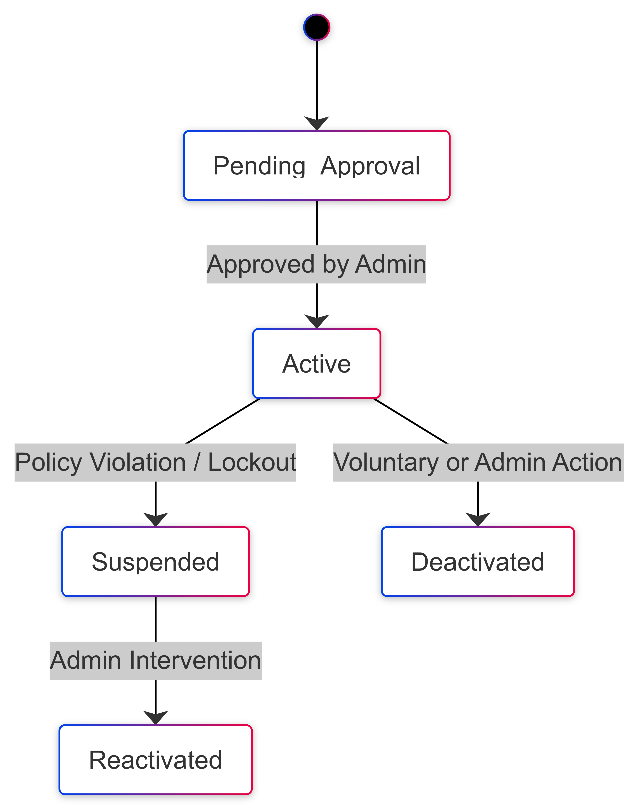 Pending Approval
Approved by Admin
Active
Policy Violation / Lockout
Voluntary or Admin Action
Suspended
Deactivated
Admin Intervention
Reactivated